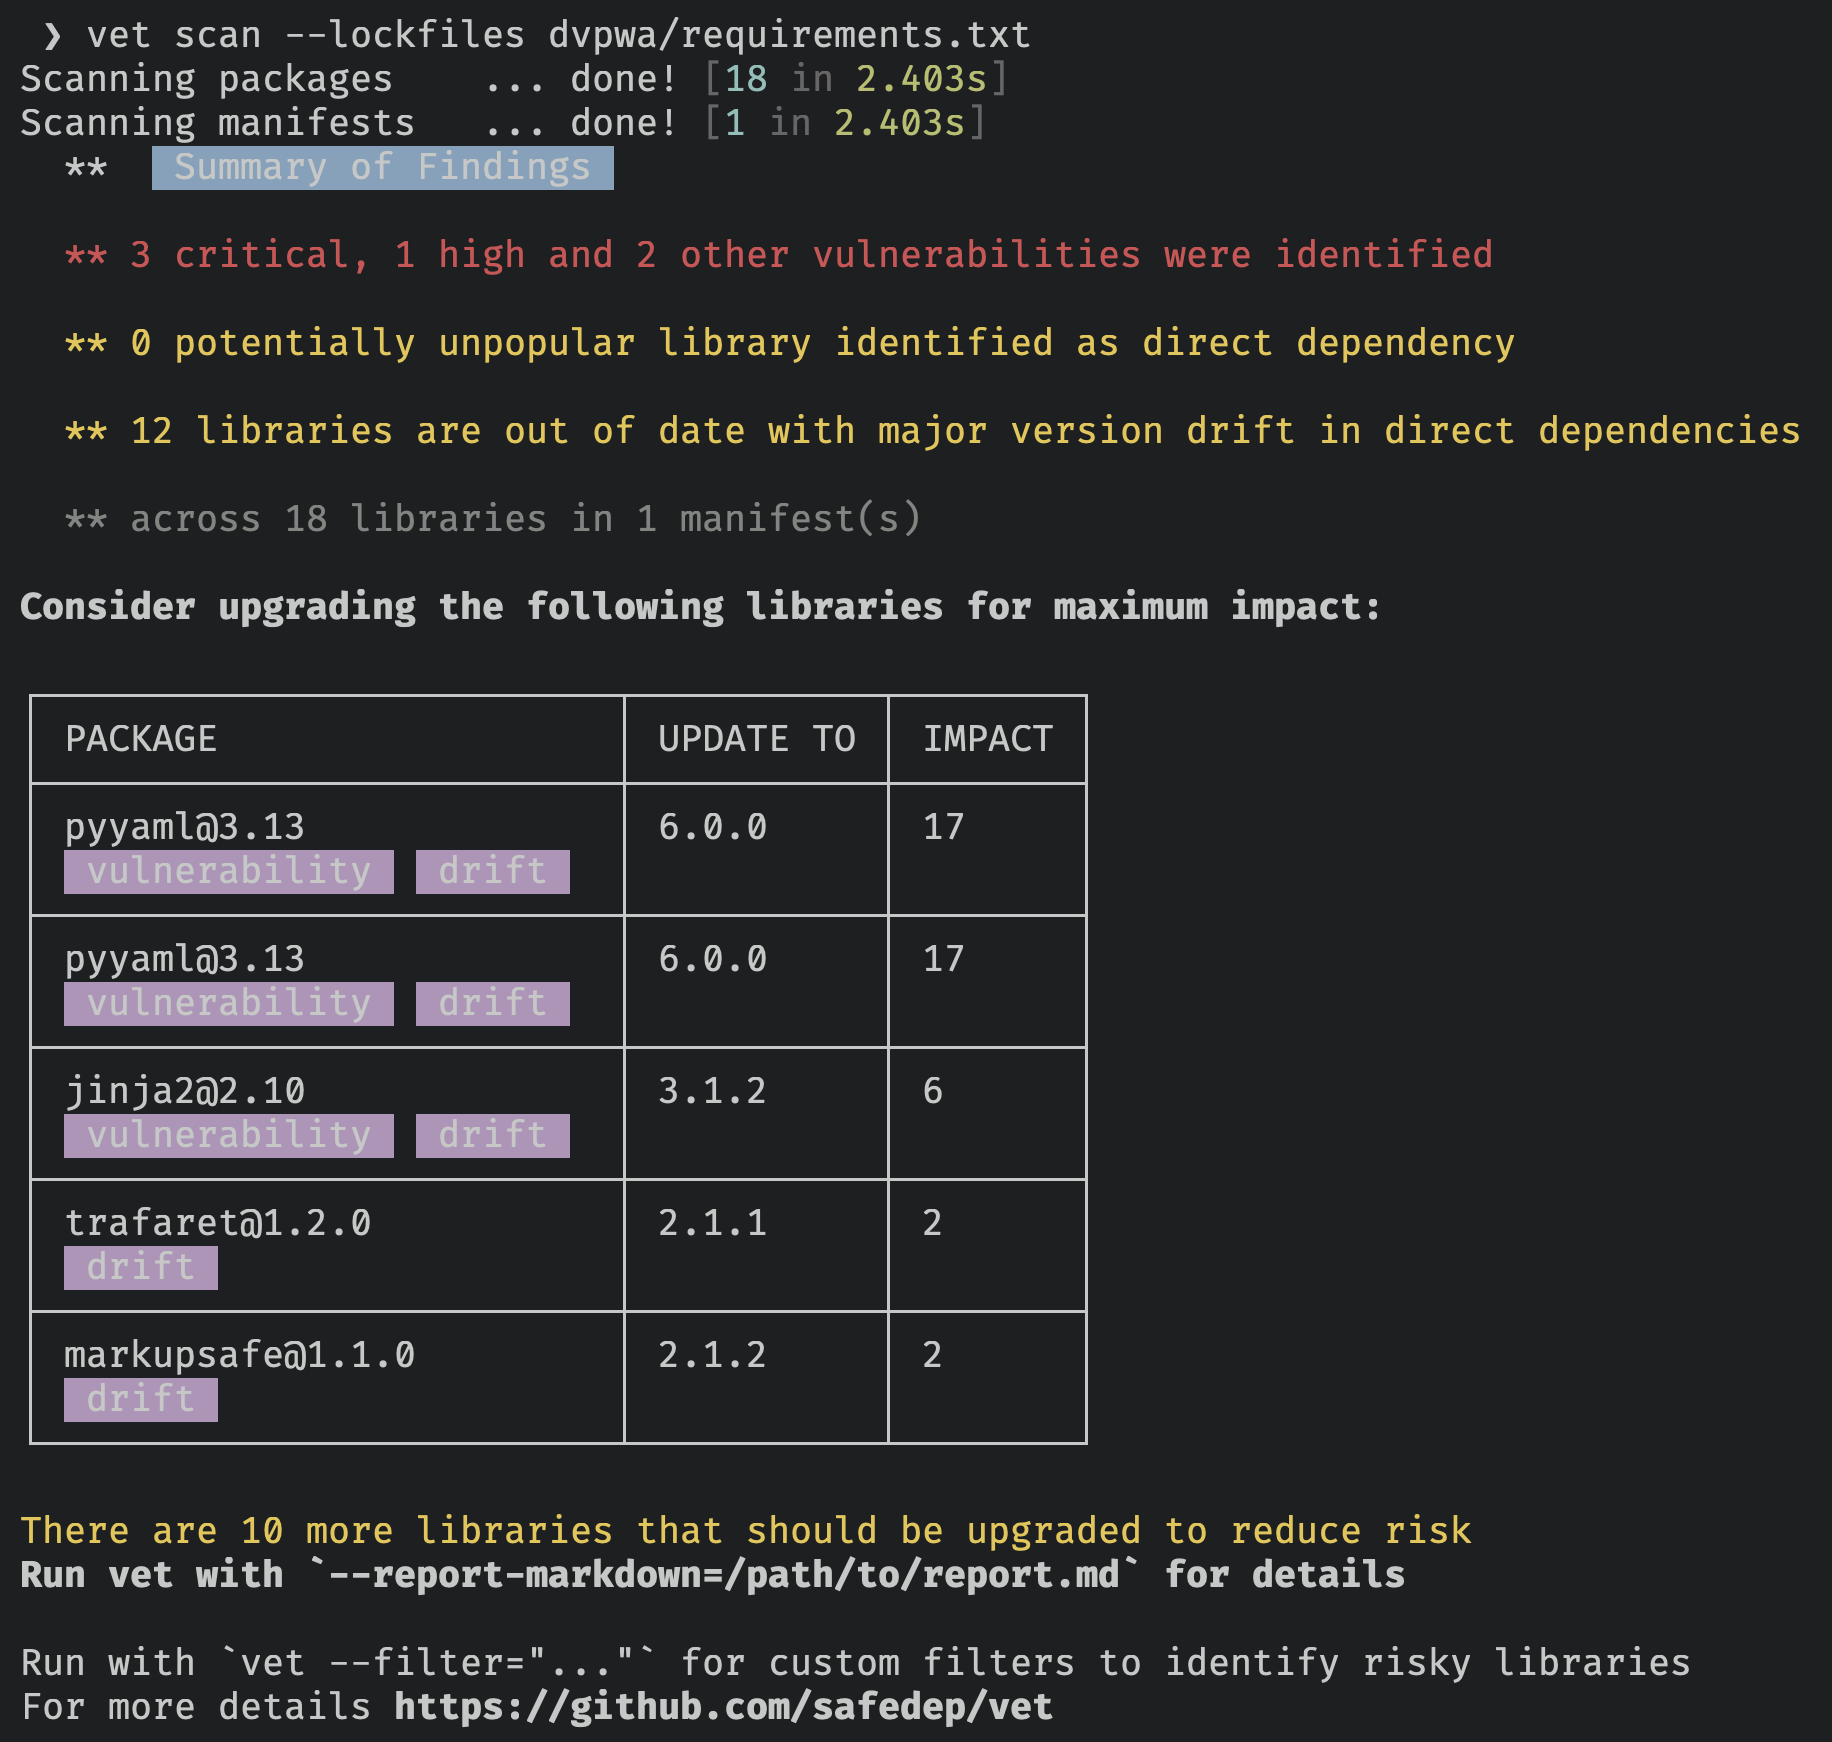 ❯ vet scan --lockfiles dvpwa/requirements.txt
Scanning packages    ... done! [18 in 2.403s]
Scanning manifests   ... done! [1 in 2.403s]
**  Summary of Findings
** 3 critical, 1 high and 2 other vulnerabilities were identified
** 0 potentially unpopular library identified as direct dependency
** 12 libraries are out of date with major version drift in direct dependencies
** across 18 libraries in 1 manifest(s)
Consider upgrading the following libraries for maximum impact:
PACKAGE UPDATE TO IMPACT
pyyaml@3.13 6.0.0 17
vulnerability drift
pyyaml@3.13 6.0.0 17
vulnerability drift
jinja2@2.10 3.1.2 6
vulnerability drift
trafaret@1.2.0 2.1.1 2
drift
markupsafe@1.1.0 2.1.2 2
drift
There are 10 more libraries that should be upgraded to reduce risk
Run vet with `--report-markdown=/path/to/report.md` for details
Run with `vet --filter="..."` for custom filters to identify risky libraries
For more details https://github.com/safedep/vet